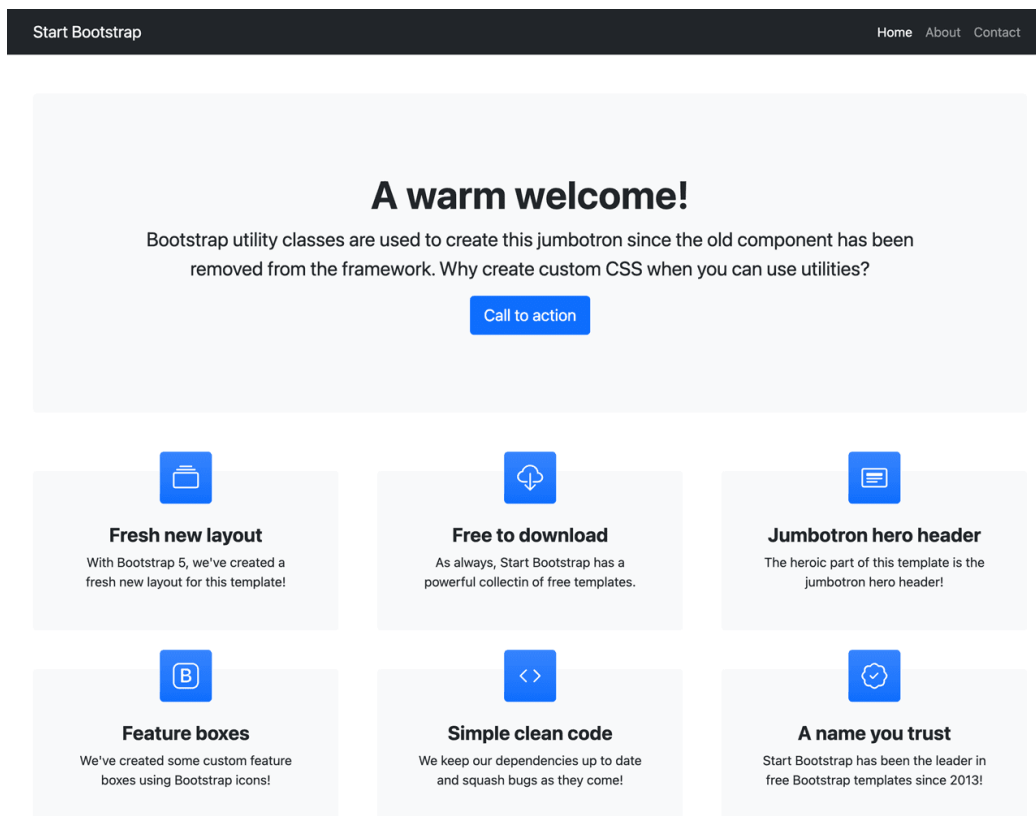 Start Bootstrap
Home About Contact
A warm welcome!
Bootstrap utility classes are used to create this jumbotron since the old component has been
removed from the framework. Why create custom CSS when you can use utilities?
Call to action
Fresh new layout
With Bootstrap 5, we've created a
fresh new layout for this template!
Free to download
As always, Start Bootstrap has a
powerful collectin of free templates.
Jumbotron hero header
The heroic part of this template is the
jumbotron hero header!
B
Feature boxes
We've created some custom feature
boxes using Bootstrap icons!
Simple clean code
We keep our dependencies up to date
and squash bugs as they come!
A name you trust
Start Bootstrap has been the leader in
free Bootstrap templates since 2013!